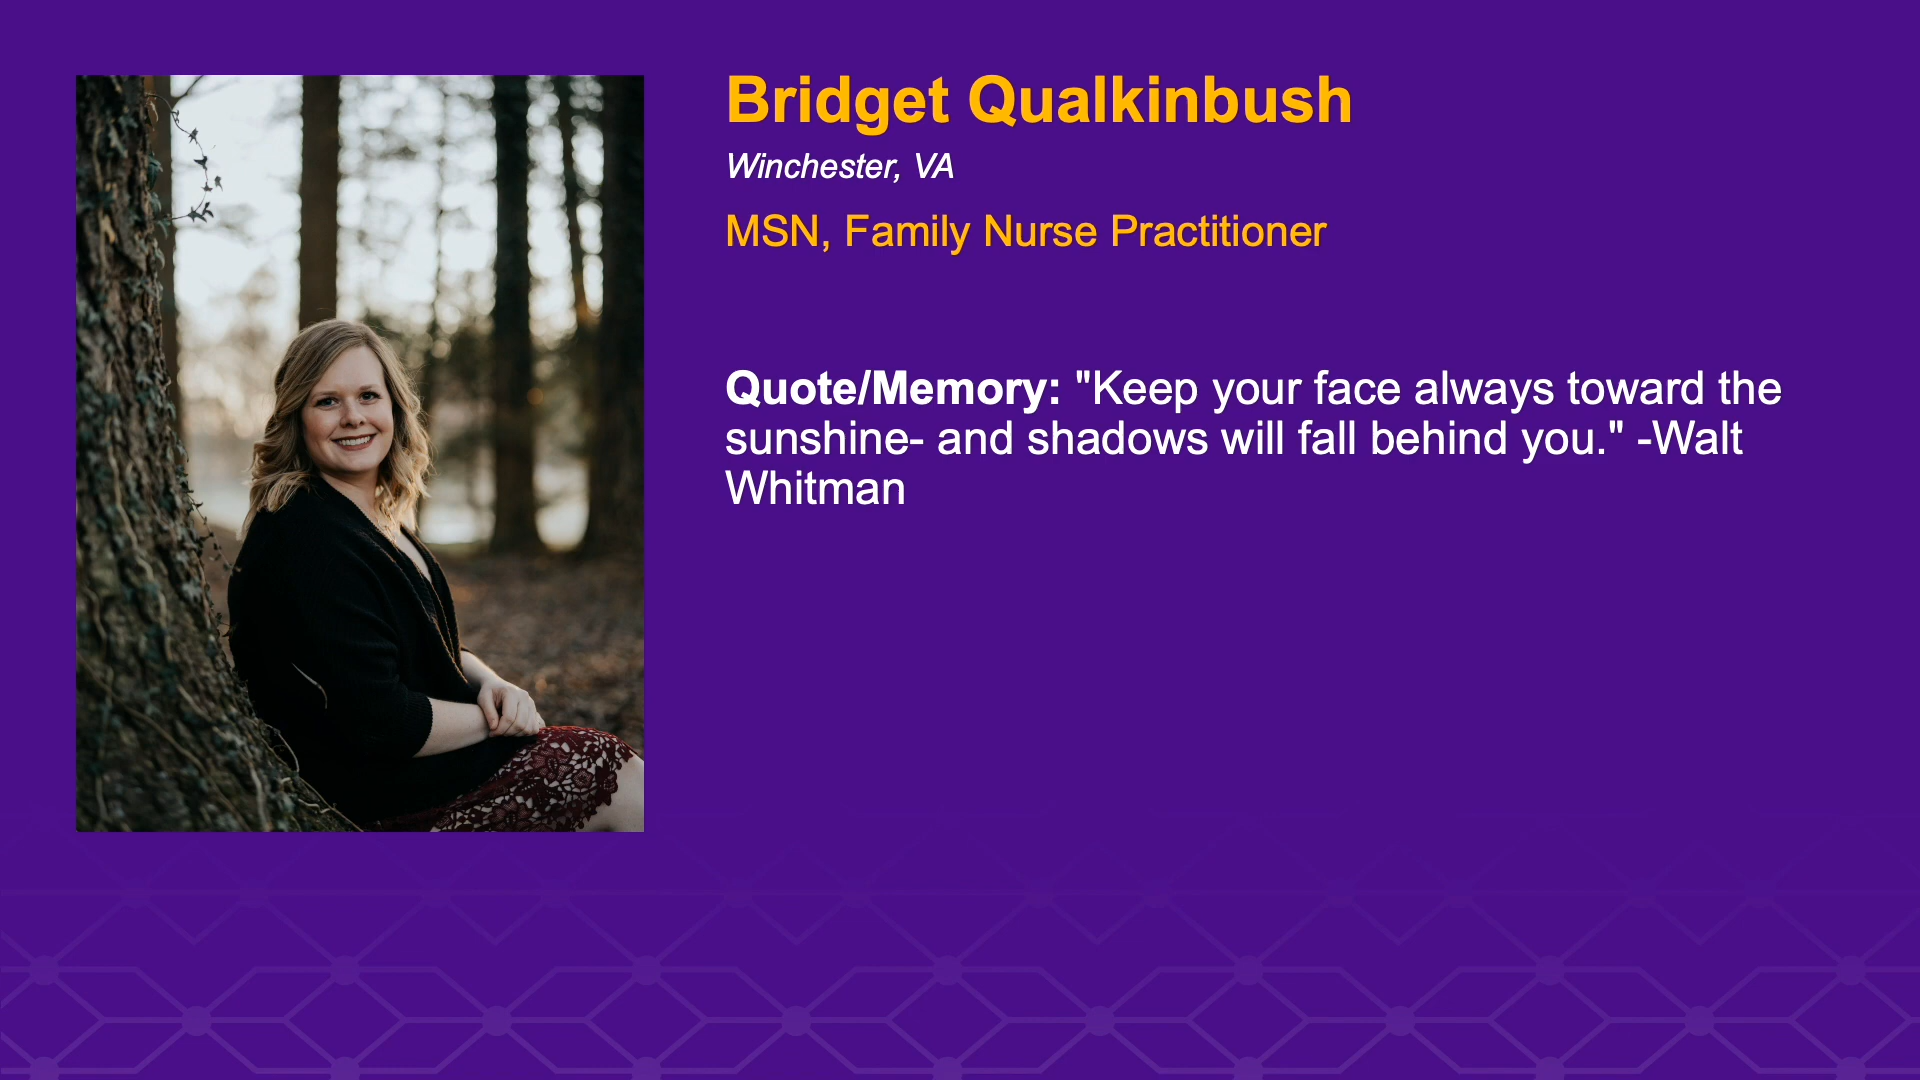 Bridget Qualkinbush
Winchester, VA
MSN, Family Nurse Practitioner
Quote/Memory: "Keep your face always toward the
sunshine- and shadows will fall behind you." -Walt
Whitman